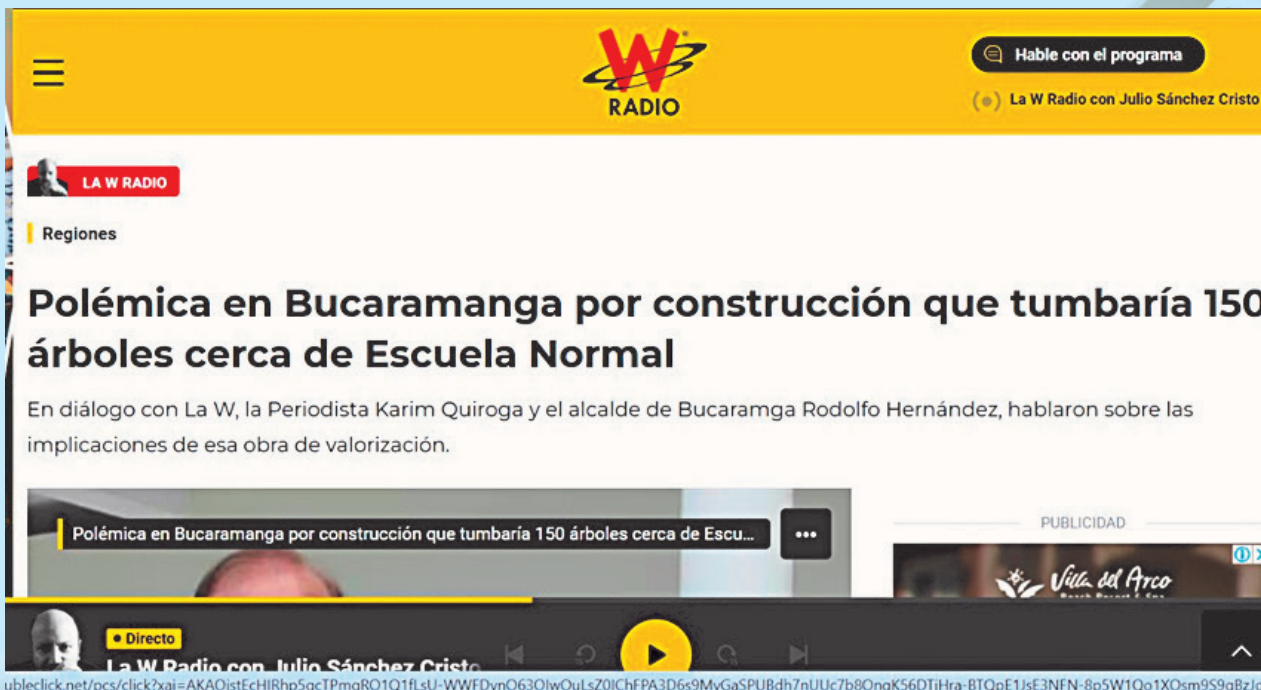 W
RADIO
Hable con el programa
La W Radio con Julio Sánchez Cristo
LA W RADIO
Regiones
Polémica en Bucaramanga por construcción que tumbaría 150
árboles cerca de Escuela Normal
En diálogo con La W, la Periodista Karim Quiroga y el alcalde de Bucaramga Rodolfo Hernández, hablaron sobre las
implicaciones de esa obra de valorización.
Polémica en Bucaramanga por construcción que tumbaría 150 árboles cerca de Escu...
PUBLICIDAD
Villa del Arco
Beach Resort & Spa
• Directo
La W Radio con Julio Sánchez Cristo